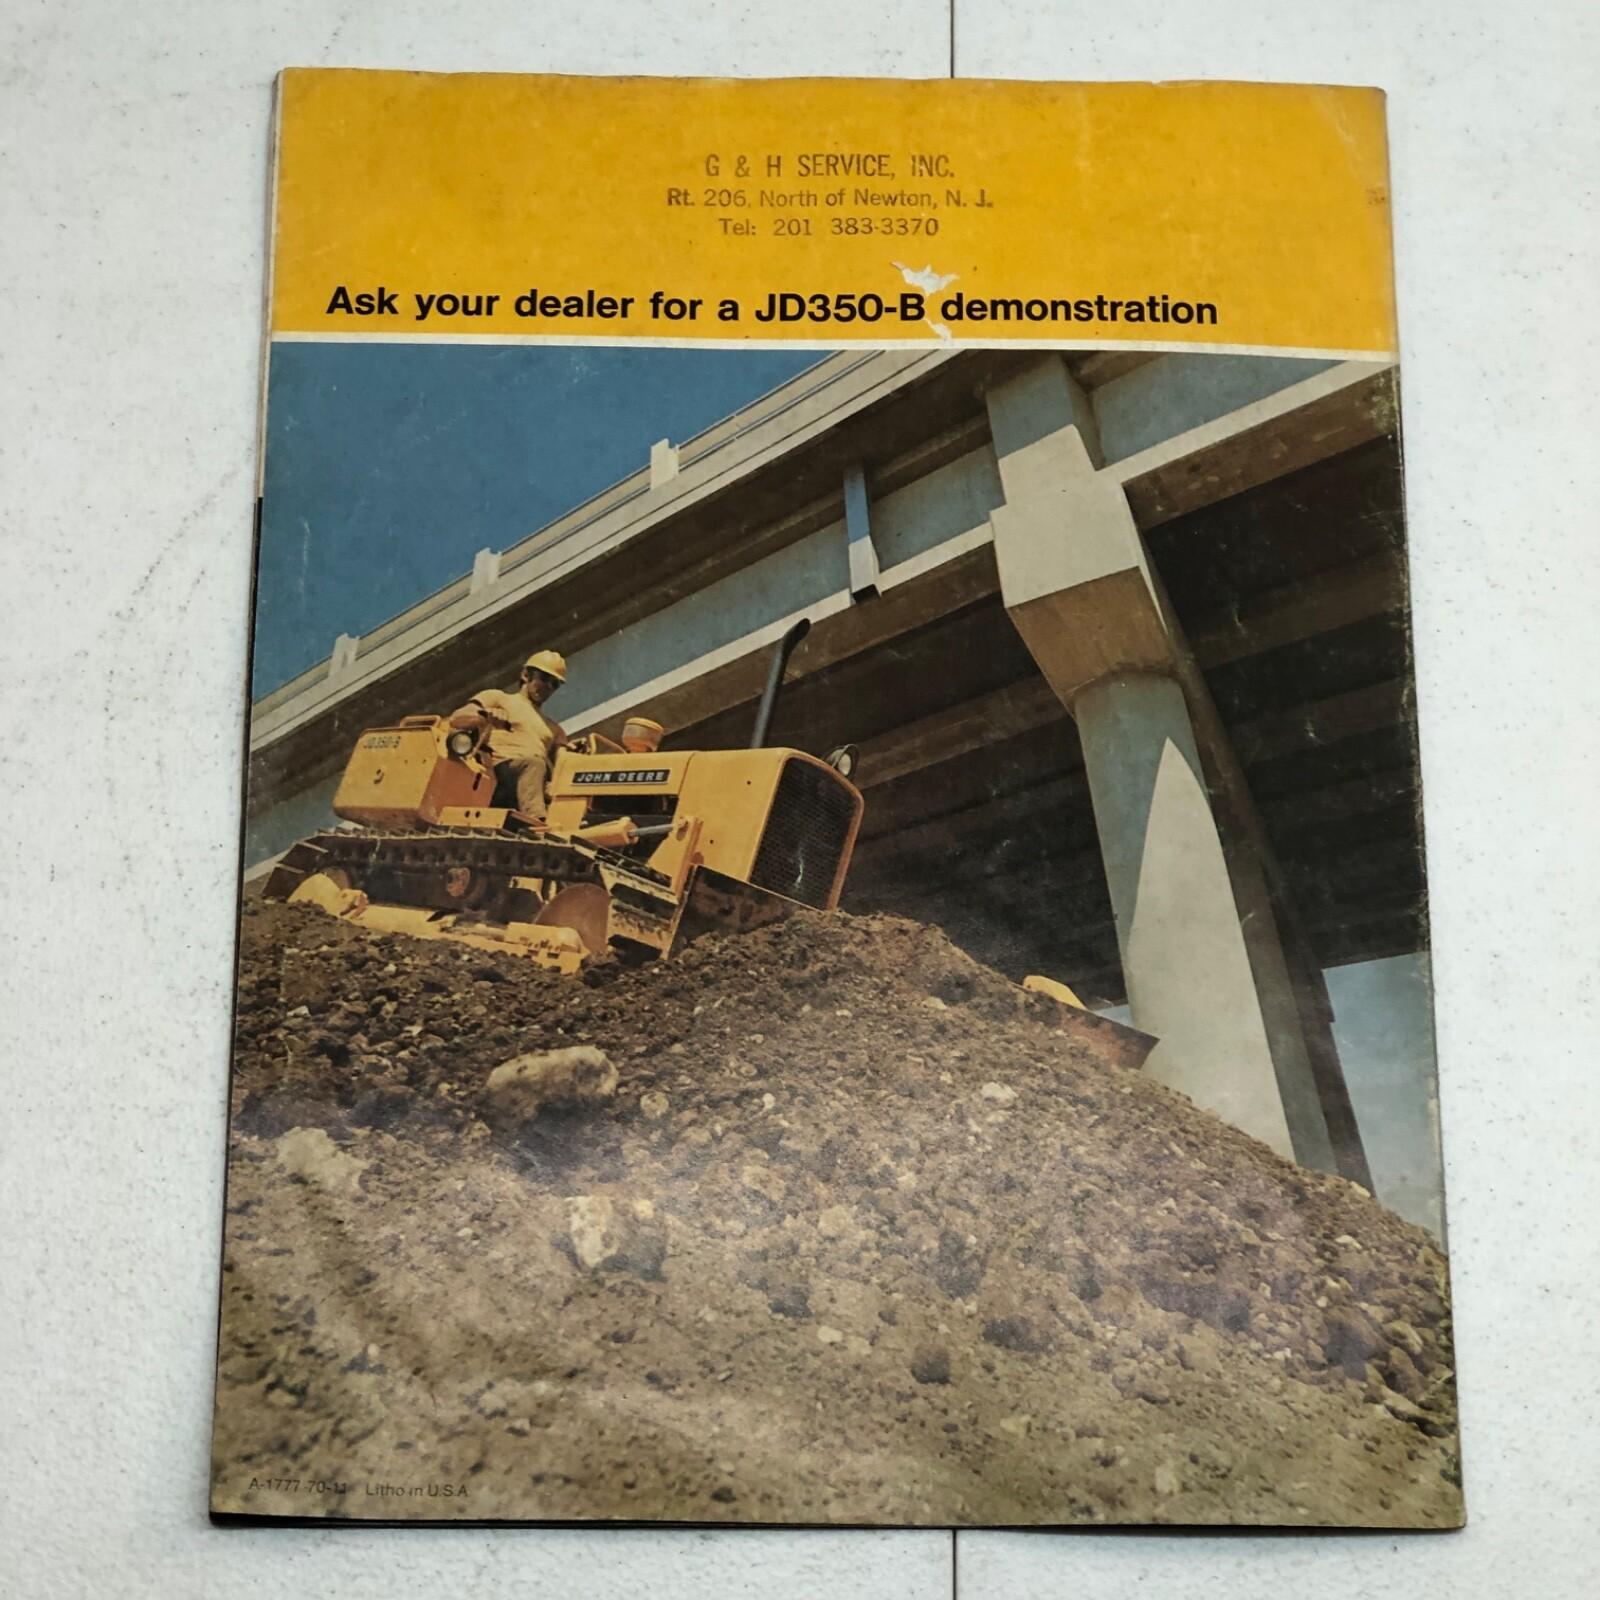 G & H SERVICE, INC.
Rt. 206, North of Newton, N. J.
Tel: 201 383-3370
Ask your dealer for a JD350-B demonstration
JD350-B
JOHN DEERE
A-1777-70-11 Litho in U.S.A.